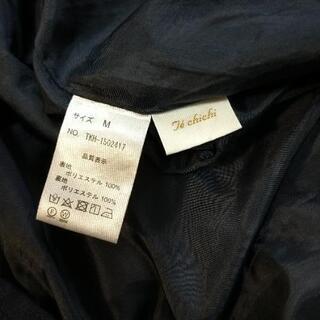 サイズ M
NO. TKH-1502417
品質表示
表地
ポリエステル 100%
裏地
ポリエステル 100%
Té chichi